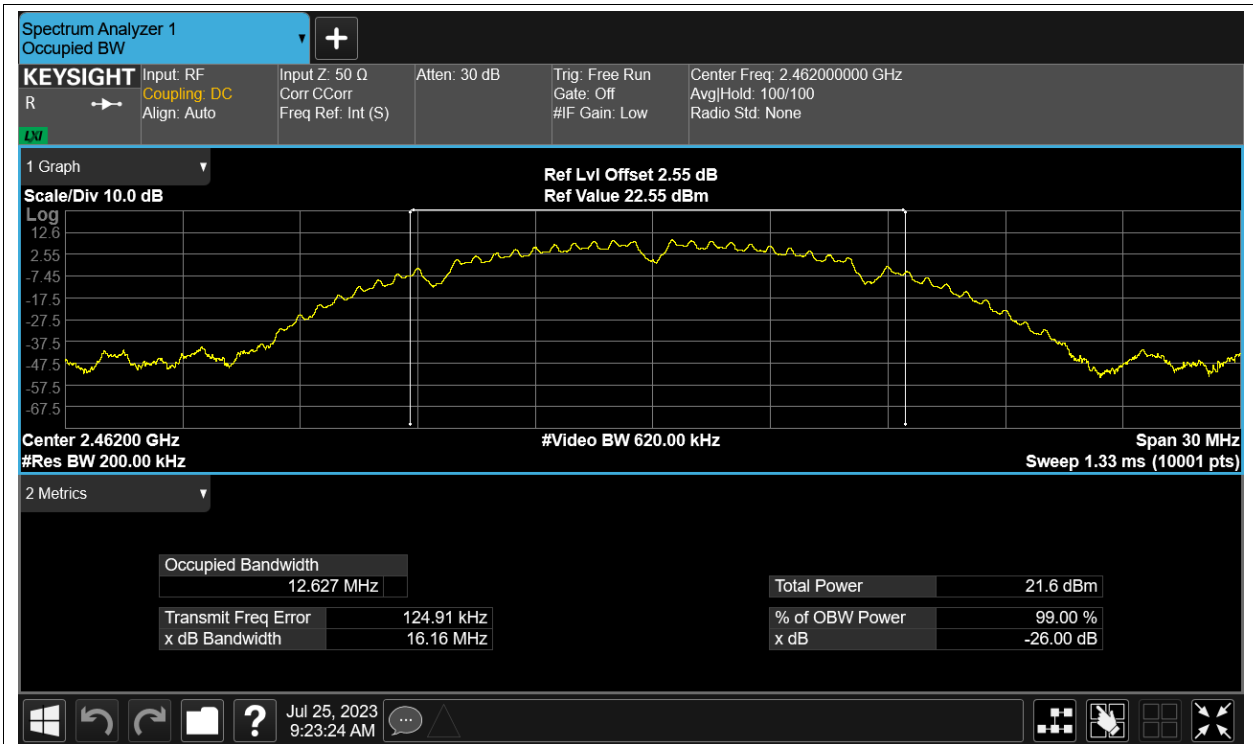 Spectrum Analyzer 1
Occupied BW
KEYSIGHT
R
LXI
Input: RF
Coupling: DC
Align: Auto
Input Z: 50 Ω
Corr CCorr
Freq Ref: Int (S)
Atten: 30 dB
Trig: Free Run
Gate: Off
#IF Gain: Low
Center Freq: 2.462000000 GHz
Avg|Hold: 100/100
Radio Std: None
1 Graph
Scale/Div 10.0 dB
Ref Lvl Offset 2.55 dB
Ref Value 22.55 dBm
Log
12.6
2.55
-7.45
-17.5
-27.5
-37.5
-47.5
-57.5
-67.5
Center 2.46200 GHz
#Video BW 620.00 kHz
Span 30 MHz
#Res BW 200.00 kHz
Sweep 1.33 ms (10001 pts)
2 Metrics
Occupied Bandwidth
12.627 MHz
Total Power 21.6 dBm
Transmit Freq Error 124.91 kHz
% of OBW Power 99.00 %
x dB Bandwidth 16.16 MHz
x dB -26.00 dB
?
Jul 25, 2023
9:23:24 AM